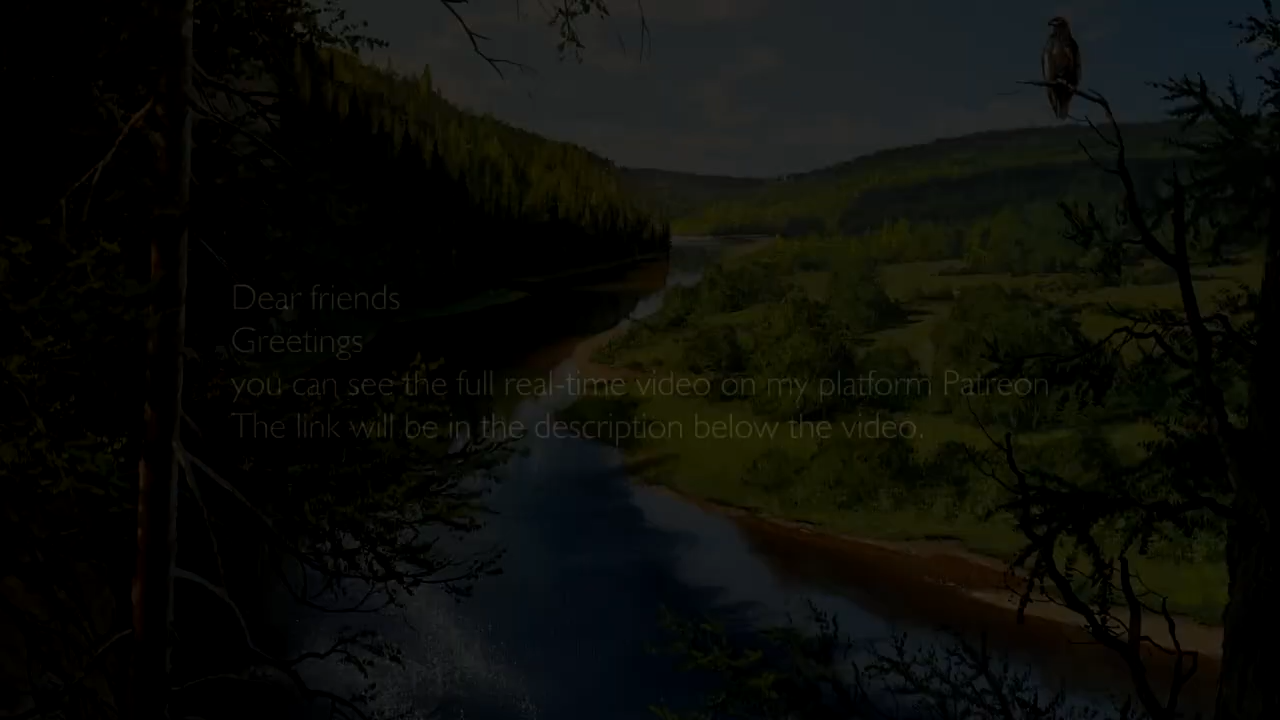 Dear friends
Greetings
you can see the full real-time video on my platform Patreon
The link will be in the description below the video.